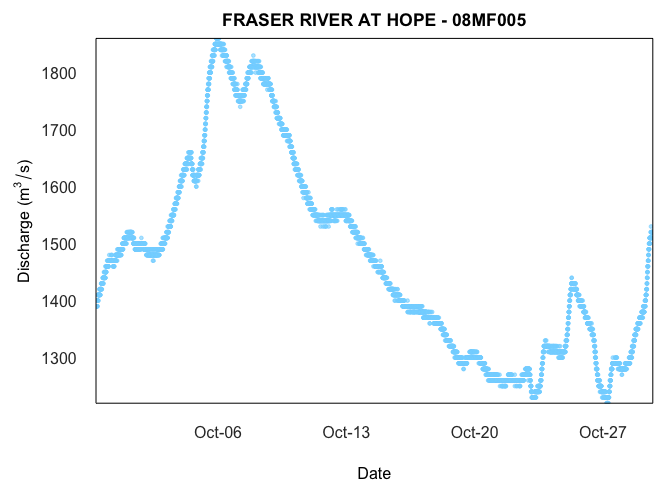 FRASER RIVER AT HOPE - 08MF005
Discharge (m³/s)
1800
1700
1600
1500
1400
1300
Oct-06 Oct-13 Oct-20 Oct-27
Date